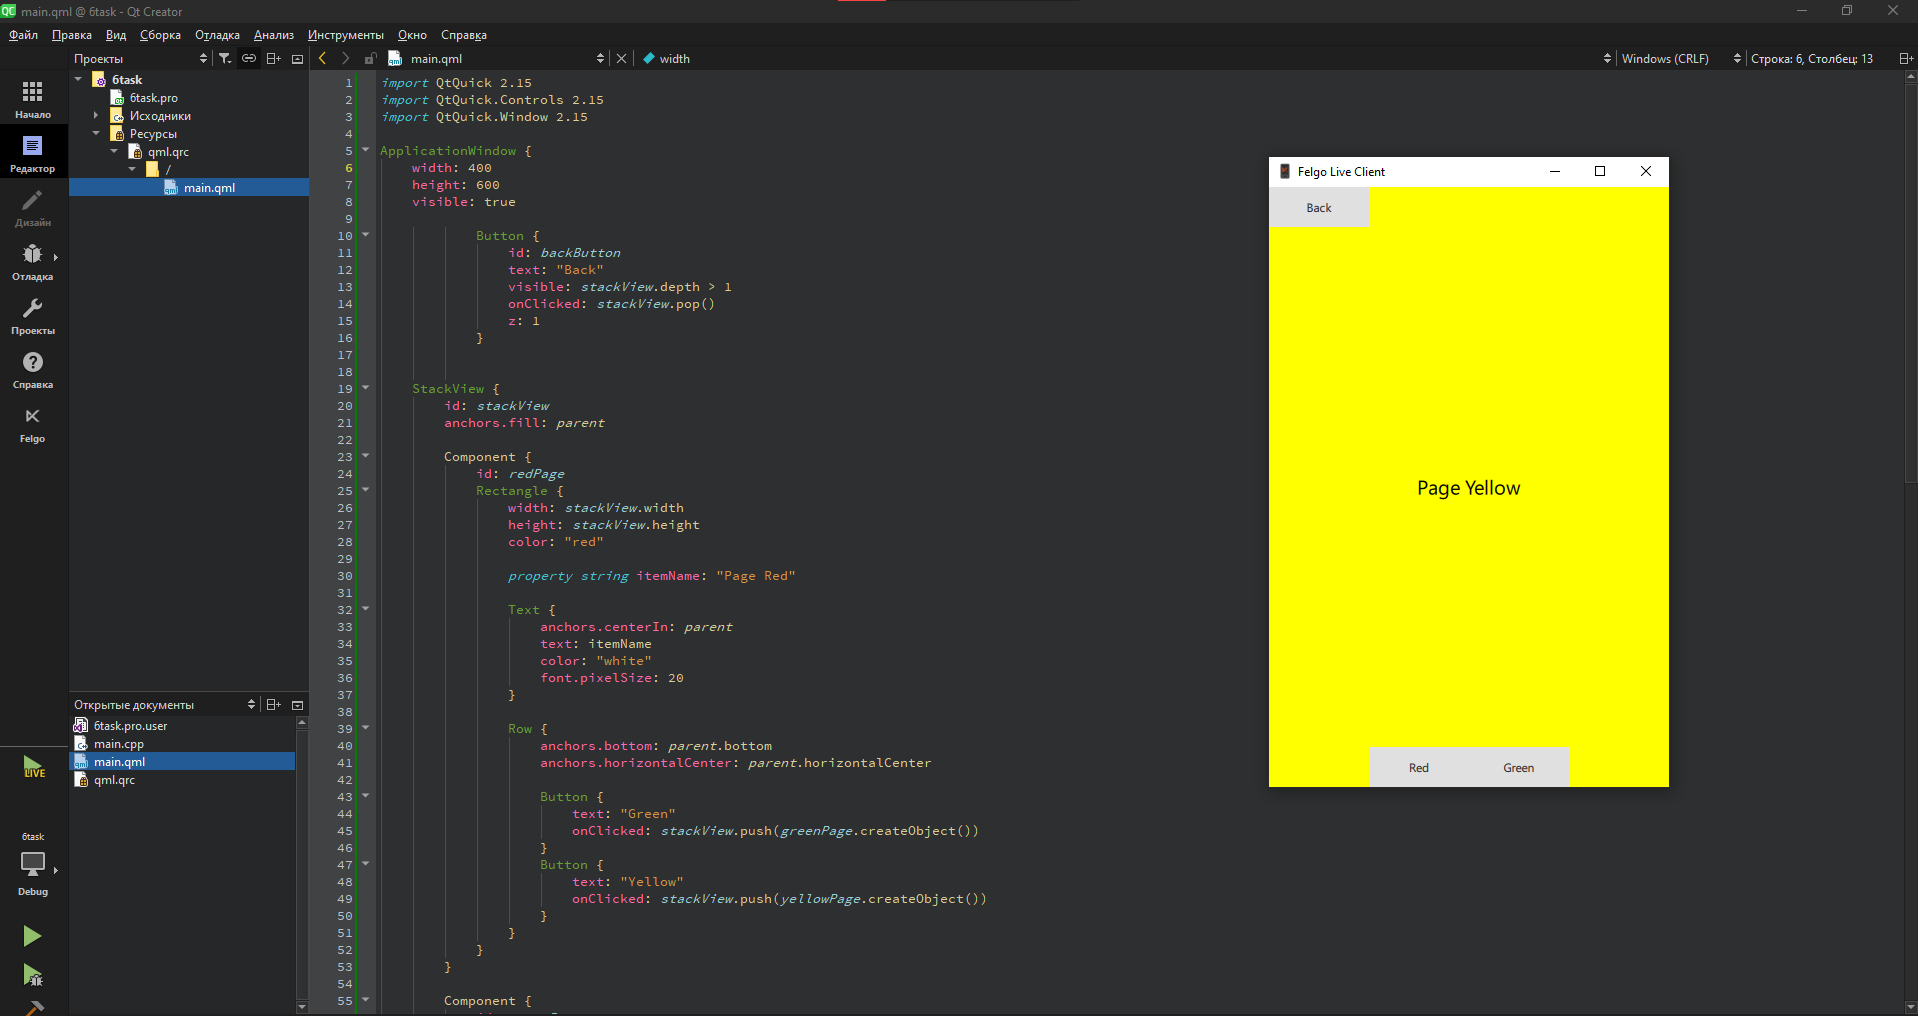 main.qml @ 6task - Qt Creator
Файл Правка Вид Сборка Отладка Анализ Инструменты Окно Справка
Проекты
main.qml
width
Windows (CRLF)
Строка: 6, Столбец: 13
Начало
Редактор
Дизайн
Отладка
Проекты
Справка
Felgo
LIVE
6task
Debug
6task
6task.pro
Исходники
Ресурсы
qml.qrc
/
main.qml
Открытые документы
6task.pro.user
main.cpp
main.qml
qml.qrc
1 import QtQuick 2.15
2 import QtQuick.Controls 2.15
3 import QtQuick.Window 2.15
4
5 ApplicationWindow {
6 width: 400
7 height: 600
8 visible: true
9
10 Button {
11 id: backButton
12 text: "Back"
13 visible: stackView.depth > 1
14 onClicked: stackView.pop()
15 z: 1
16 }
17
18
19 StackView {
20 id: stackView
21 anchors.fill: parent
22
23 Component {
24 id: redPage
25 Rectangle {
26 width: stackView.width
27 height: stackView.height
28 color: "red"
29
30 property string itemName: "Page Red"
31
32 Text {
33 anchors.centerIn: parent
34 text: itemName
35 color: "white"
36 font.pixelSize: 20
37 }
38
39 Row {
40 anchors.bottom: parent.bottom
41 anchors.horizontalCenter: parent.horizontalCenter
42
43 Button {
44 text: "Green"
45 onClicked: stackView.push(greenPage.createObject())
46 }
47 Button {
48 text: "Yellow"
49 onClicked: stackView.push(yellowPage.createObject())
50 }
51 }
52 }
53 }
54
55 Component {
Felgo Live Client
Back
Page Yellow
Red Green